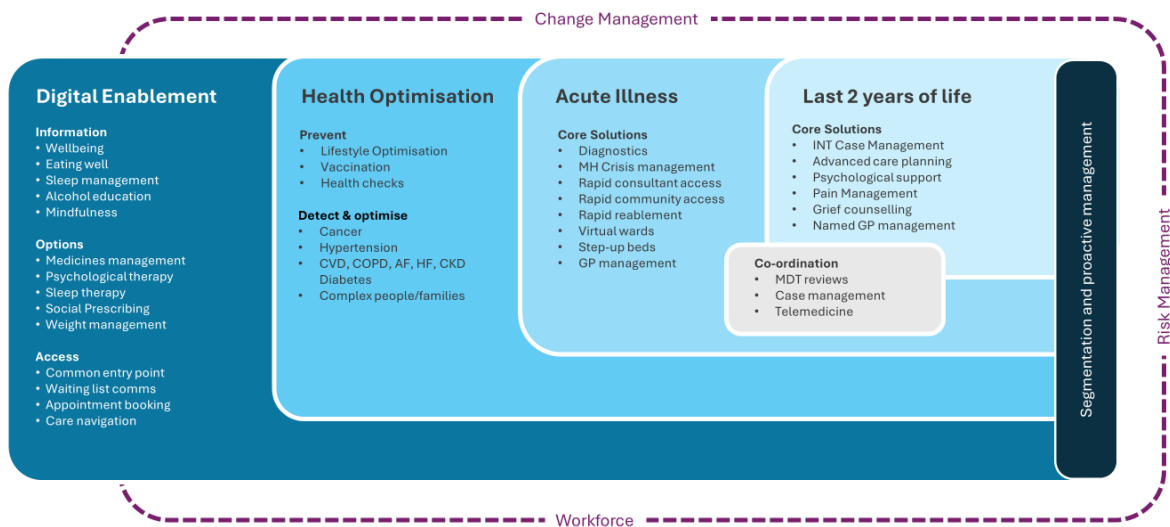 Change Management
Digital Enablement
Information
• Wellbeing
• Eating well
• Sleep management
• Alcohol education
• Mindfulness
Options
• Medicines management
• Psychological therapy
• Sleep therapy
• Social Prescribing
• Weight management
Access
• Common entry point
• Waiting list comms
• Appointment booking
• Care navigation
Health Optimisation
Prevent
• Lifestyle Optimisation
• Vaccination
• Health checks
Detect & optimise
• Cancer
• Hypertension
• CVD, COPD, AF, HF, CKD
Diabetes
• Complex people/families
Acute Illness
Core Solutions
• Diagnostics
• MH Crisis management
• Rapid consultant access
• Rapid community access
• Rapid reablement
• Virtual wards
• Step-up beds
• GP management
Last 2 years of life
Core Solutions
• INT Case Management
• Advanced care planning
• Psychological support
• Pain Management
• Grief counselling
• Named GP management
Co-ordination
• MDT reviews
• Case management
• Telemedicine
Segmentation and proactive management
Risk Management
Workforce